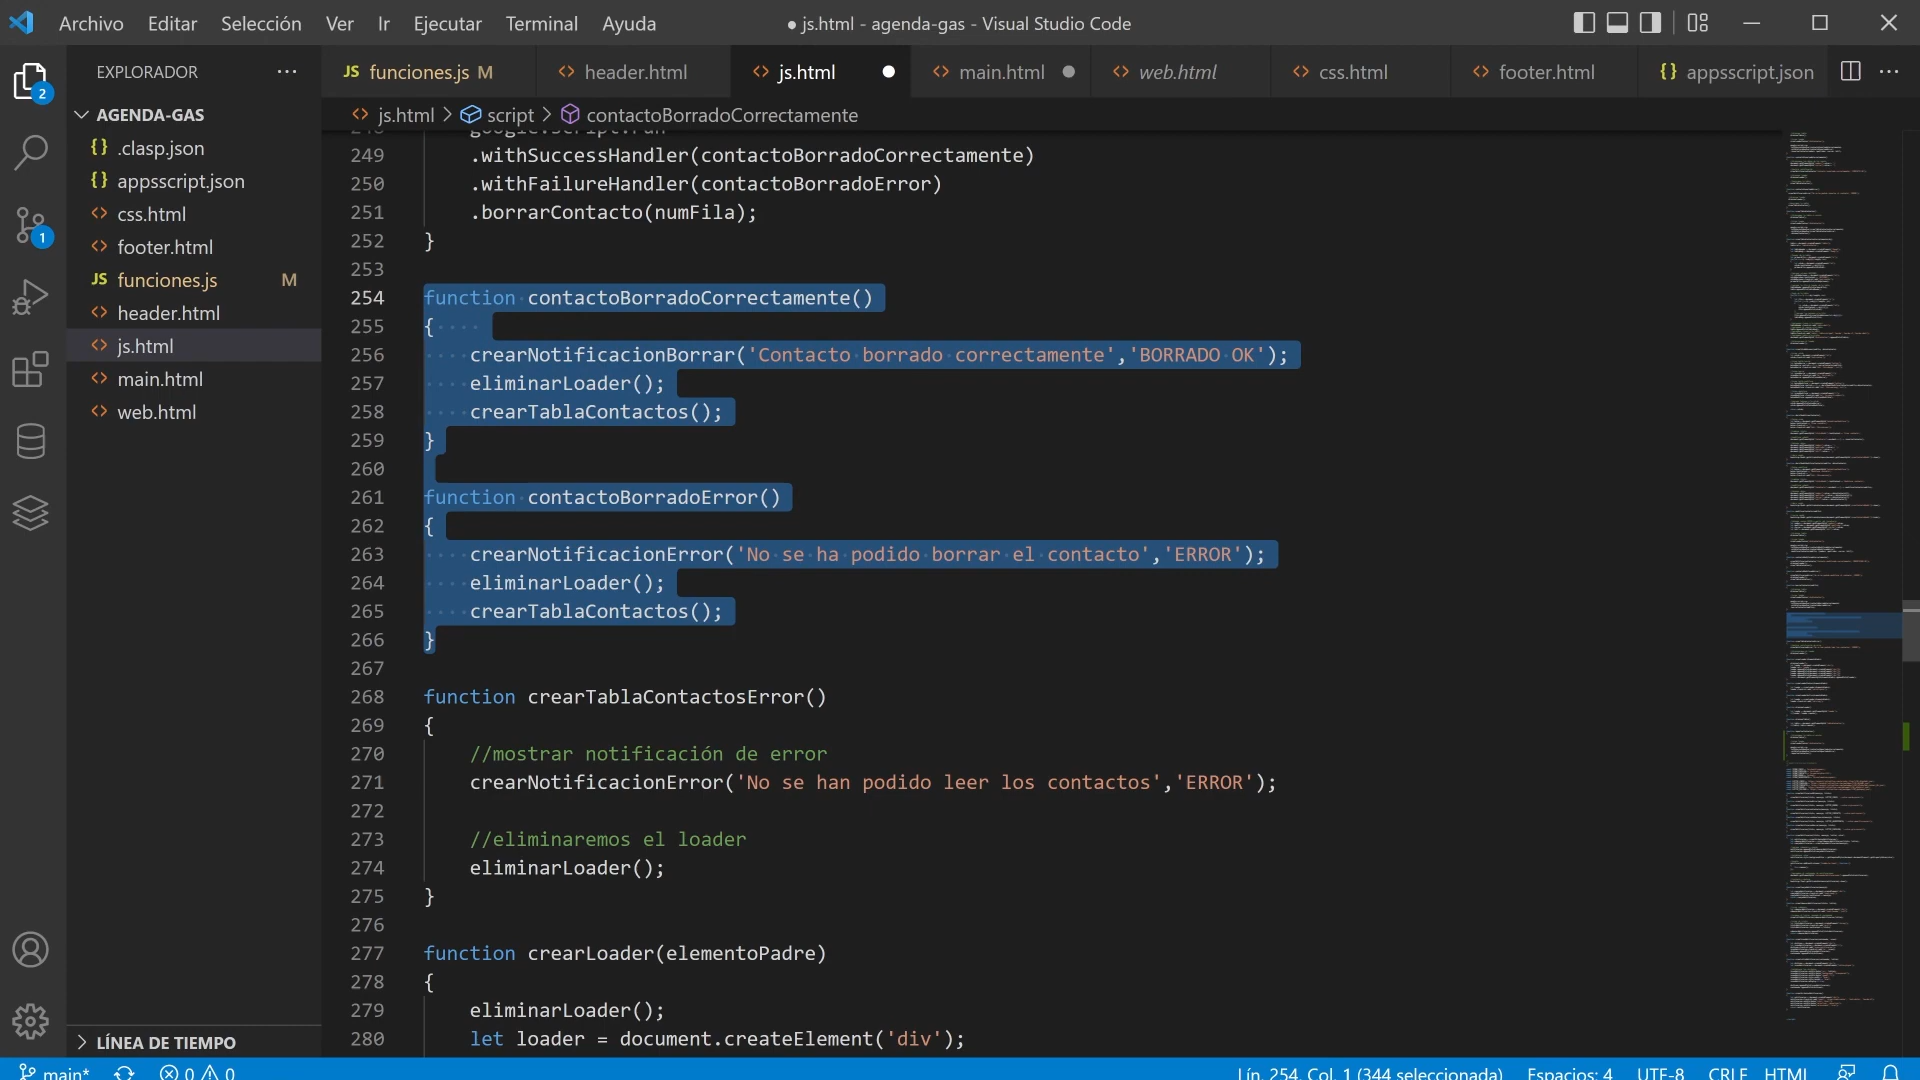 Archivo Editar Selección Ver Ir Ejecutar Terminal Ayuda
● js.html - agenda-gas - Visual Studio Code
EXPLORADOR ···
JS funciones.js M
<> header.html
<> js.html ●
<> main.html ●
<> web.html
<> css.html
<> footer.html
{} appsscript.json
···
2
1
AGENDA-GAS
{} .clasp.json
{} appsscript.json
<> css.html
<> footer.html
JS funciones.js M
<> header.html
<> js.html
<> main.html
<> web.html
LÍNEA DE TIEMPO
<> js.html > script > contactoBorradoCorrectamente
249 .withSuccessHandler(contactoBorradoCorrectamente)
250 .withFailureHandler(contactoBorradoError)
251 .borrarContacto(numFila);
252 }
253
254 function contactoBorradoCorrectamente()
255 {
256 crearNotificacionBorrar('Contacto borrado correctamente','BORRADO OK');
257 eliminarLoader();
258 crearTablaContactos();
259 }
260
261 function contactoBorradoError()
262 {
263 crearNotificacionError('No se ha podido borrar el contacto','ERROR');
264 eliminarLoader();
265 crearTablaContactos();
266 }
267
268 function crearTablaContactosError()
269 {
270 //mostrar notificación de error
271 crearNotificacionError('No se han podido leer los contactos','ERROR');
272
273 //eliminaremos el loader
274 eliminarLoader();
275 }
276
277 function crearLoader(elementoPadre)
278 {
279 eliminarLoader();
280 let loader = document.createElement('div');
main* 0 0
Lín. 254, Col. 1 (344 seleccionada) Espacios: 4 UTF-8 CRLF HTML